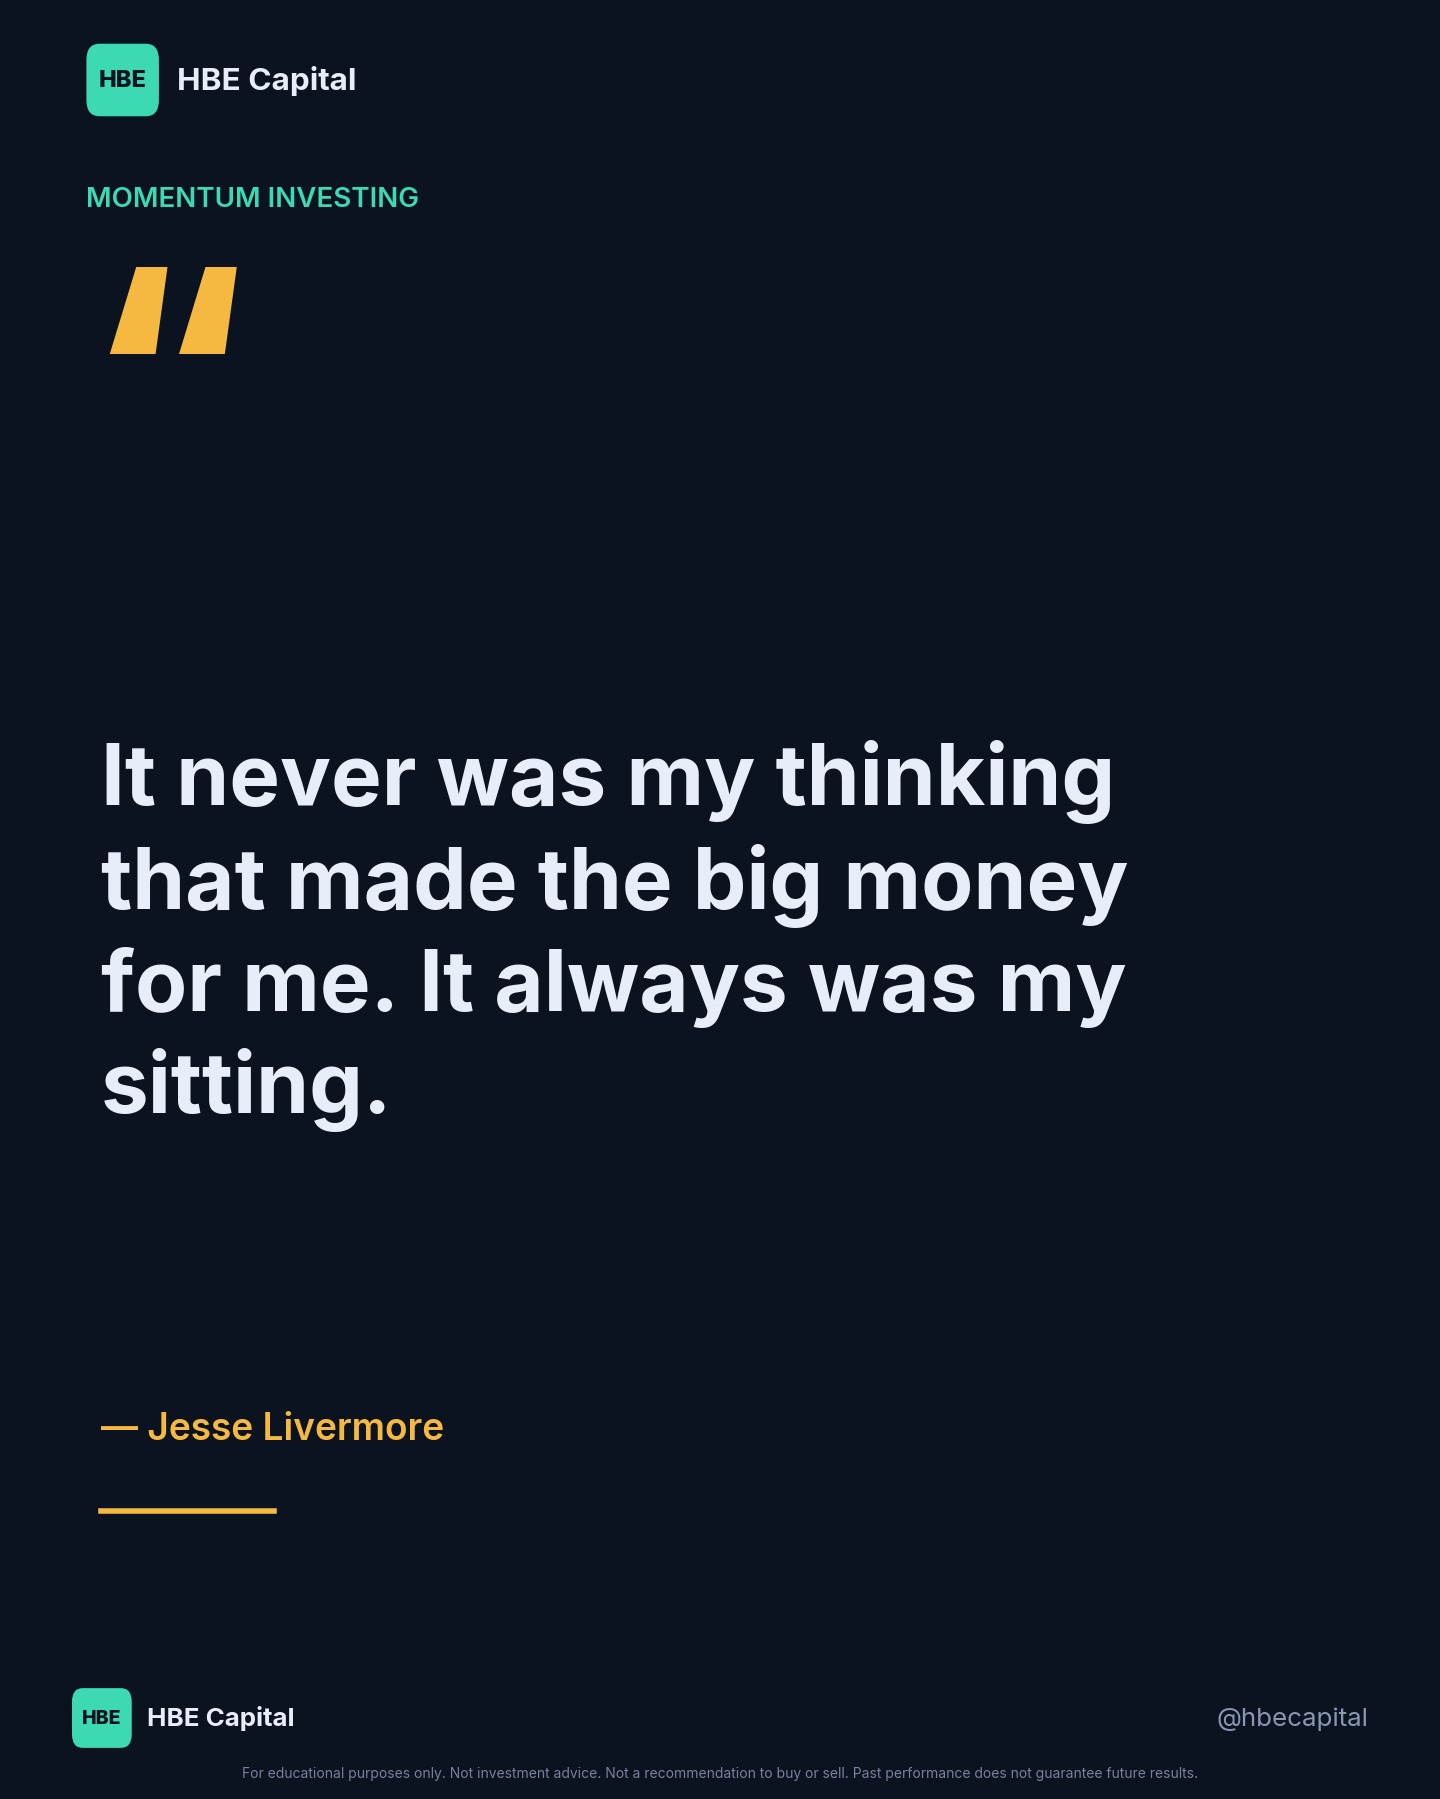 HBE HBE Capital
MOMENTUM INVESTING
"
It never was my thinking
that made the big money
for me. It always was my
sitting.
— Jesse Livermore
HBE HBE Capital @hbecapital
For educational purposes only. Not investment advice. Not a recommendation to buy or sell. Past performance does not guarantee future results.